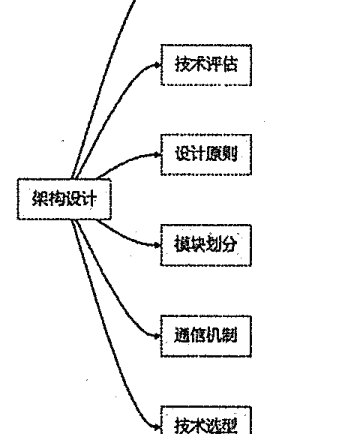 技术评估
设计原则
架构设计
模块划分
通信机制
技术选型